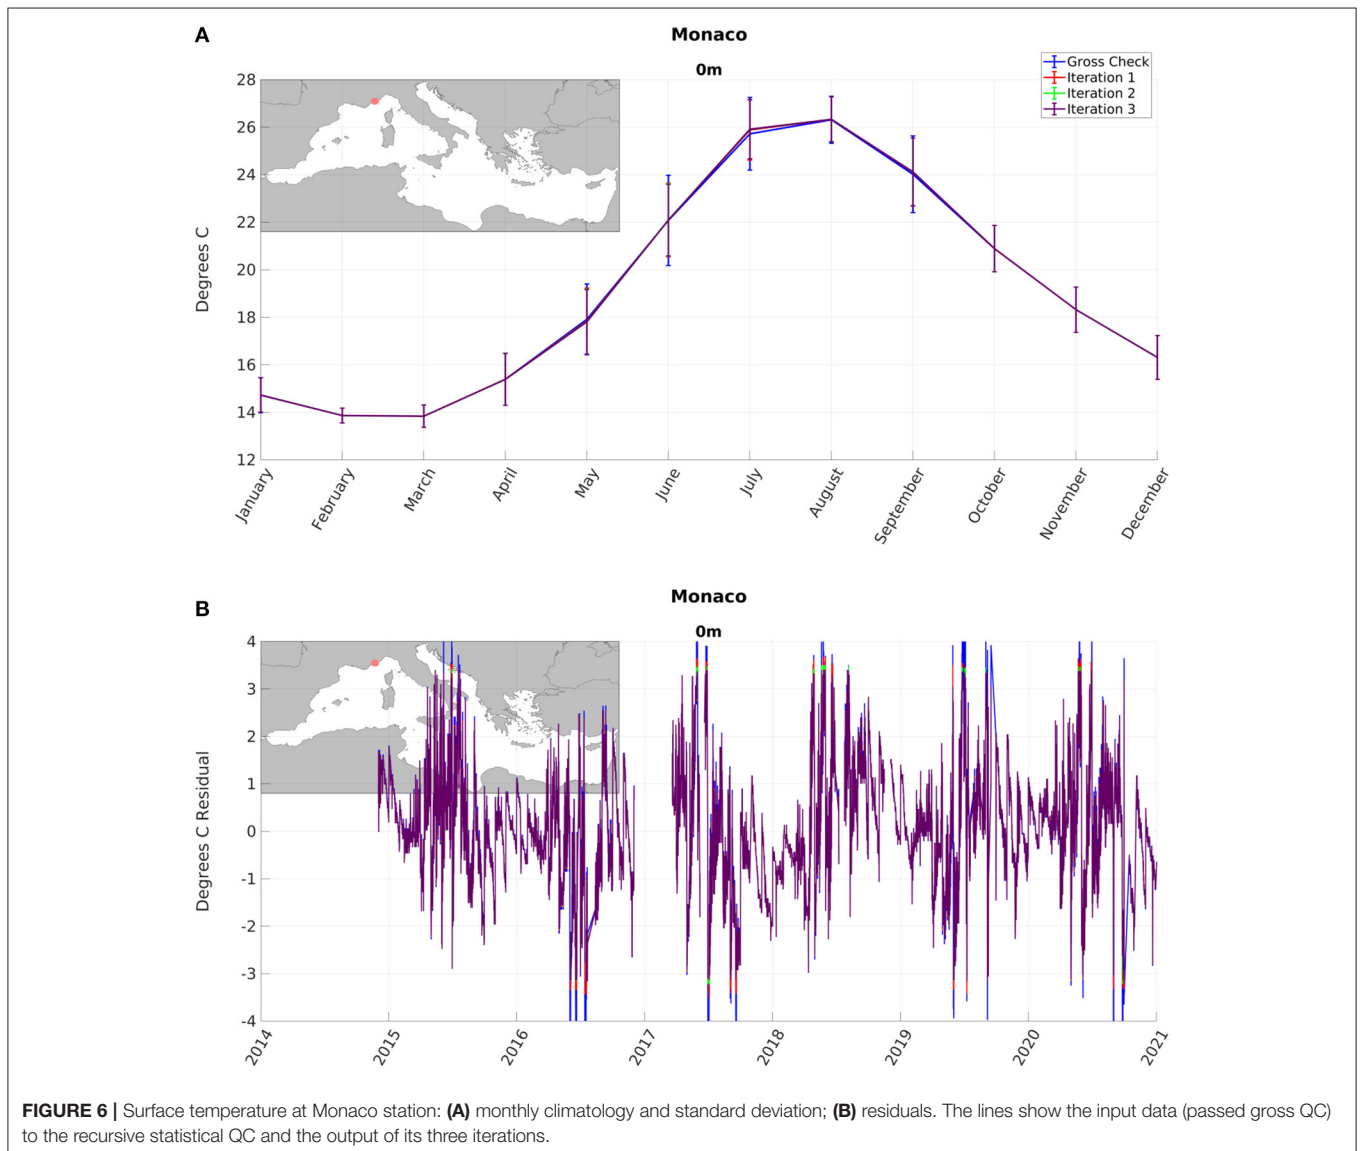 A
Monaco
0m
Gross Check
Iteration 1
Iteration 2
Iteration 3
28
26
24
22
20
18
16
14
12
Degrees C
January
February
March
April
May
June
July
August
September
October
November
December
B
Monaco
0m
4
3
2
1
0
-1
-2
-3
-4
Degrees C Residual
2014
2015
2016
2017
2018
2019
2020
2021
FIGURE 6 | Surface temperature at Monaco station: (A) monthly climatology and standard deviation; (B) residuals. The lines show the input data (passed gross QC)
to the recursive statistical QC and the output of its three iterations.